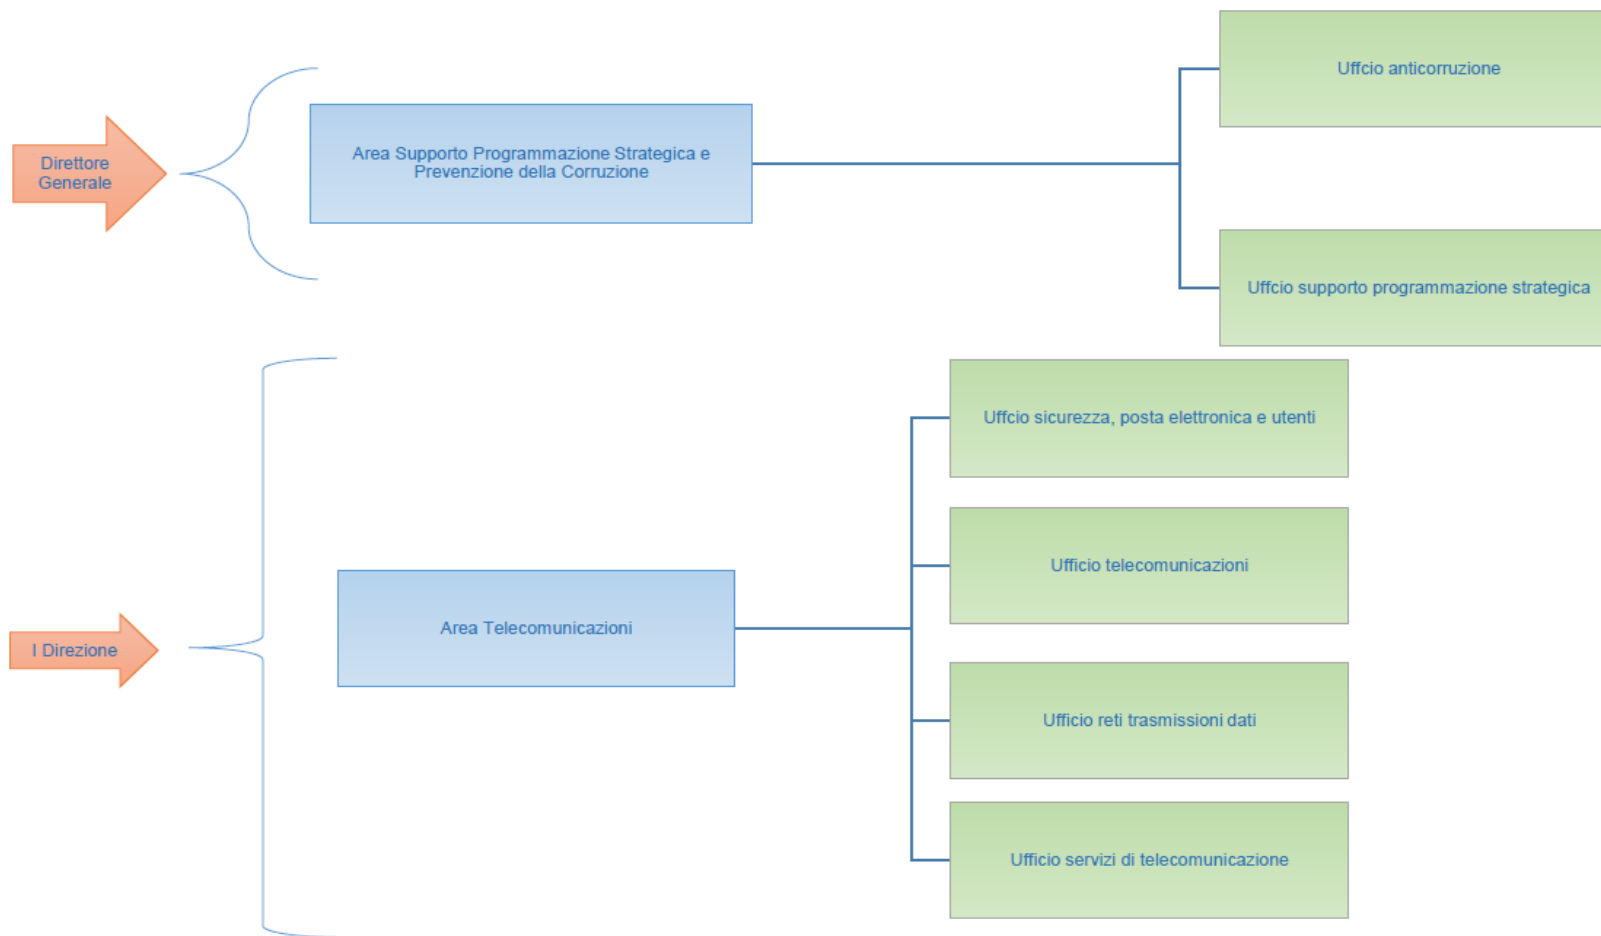 Uffcio anticorruzione
Direttore
Generale
Area Supporto Programmazione Strategica e
Prevenzione della Corruzione
Uffcio supporto programmazione strategica
Uffcio sicurezza, posta elettronica e utenti
Ufficio telecomunicazioni
I Direzione
Area Telecomunicazioni
Ufficio reti trasmissioni dati
Ufficio servizi di telecomunicazione